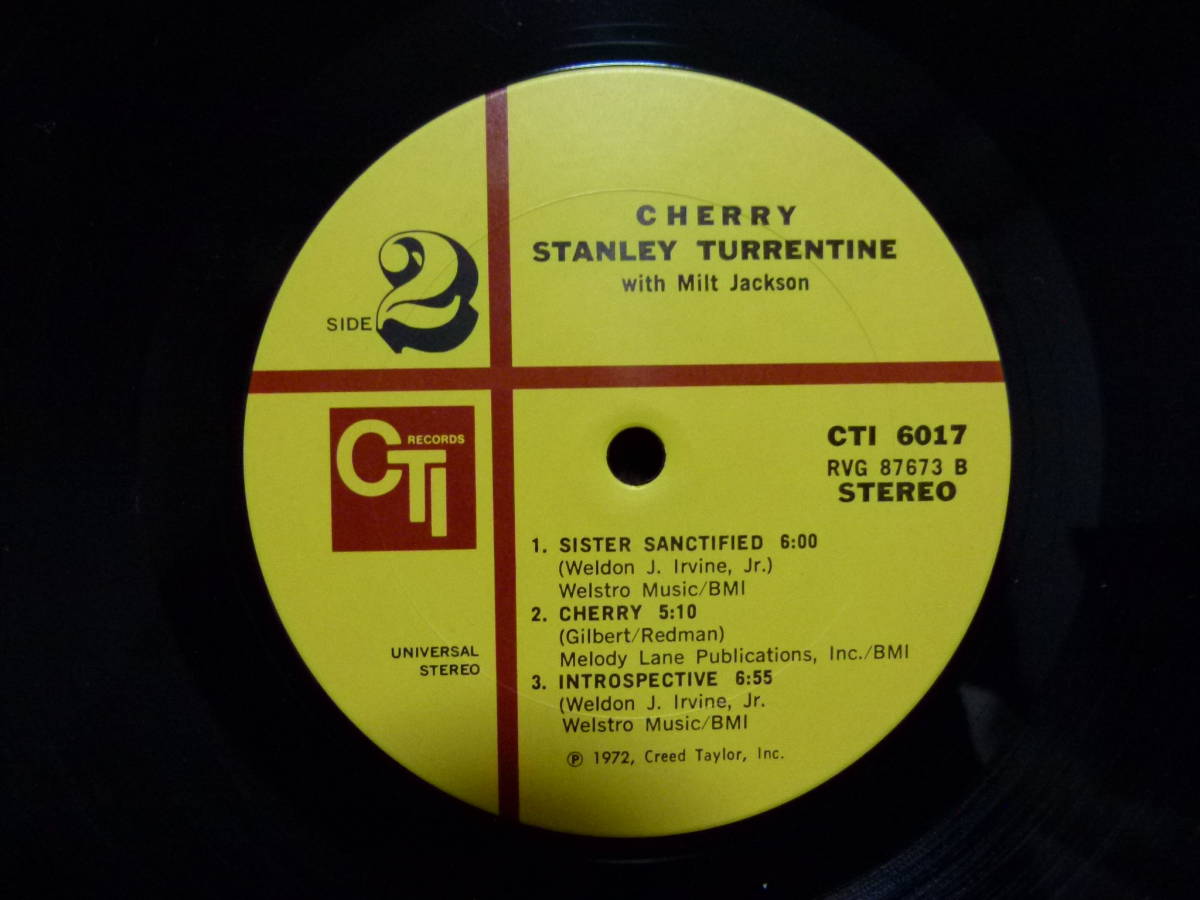 CHERRY
STANLEY TURRENTINE
with Milt Jackson
SIDE 2
CTI RECORDS
CTI 6017
RVG 87673 B
STEREO
UNIVERSAL
STEREO
1. SISTER SANCTIFIED 6:00
(Weldon J. Irvine, Jr.)
Welstro Music/BMI
2. CHERRY 5:10
(Gilbert/Redman)
Melody Lane Publications, Inc./BMI
3. INTROSPECTIVE 6:55
(Weldon J. Irvine, Jr.
Welstro Music/BMI
℗ 1972, Creed Taylor, Inc.